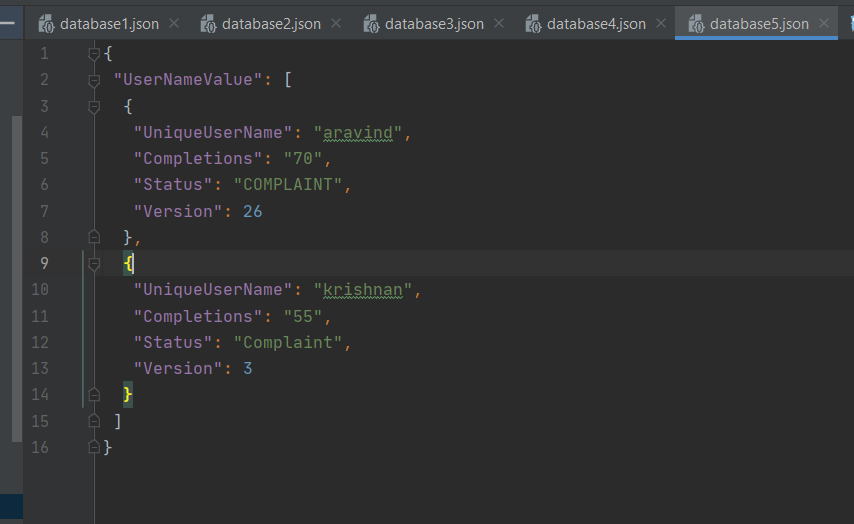 database1.json database2.json database3.json database4.json database5.json
1 {
2 "UserNameValue": [
3 {
4 "UniqueUserName": "aravind",
5 "Completions": "70",
6 "Status": "COMPLAINT",
7 "Version": 26
8 },
9 {
10 "UniqueUserName": "krishnan",
11 "Completions": "55",
12 "Status": "Complaint",
13 "Version": 3
14 }
15 ]
16 }